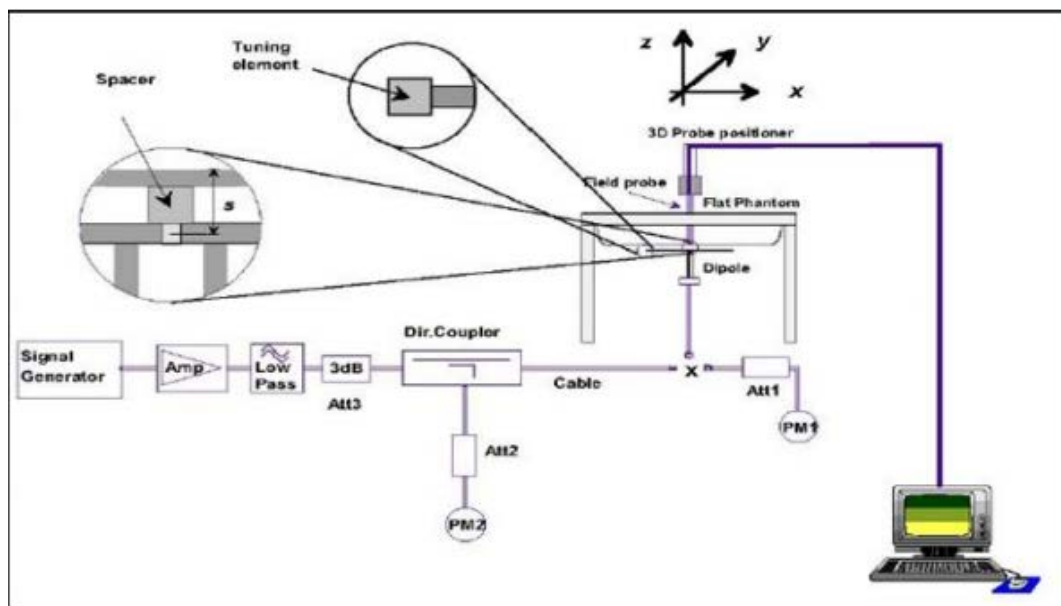 Tuning
element
Spacer
s
z
y
x
3D Probe positioner
Field probe
Flat Phantom
Dipole
Signal
Generator
Amp
Low
Pass
3dB
Att3
Dir.Coupler
Cable
x
Att1
PM1
Att2
PM2